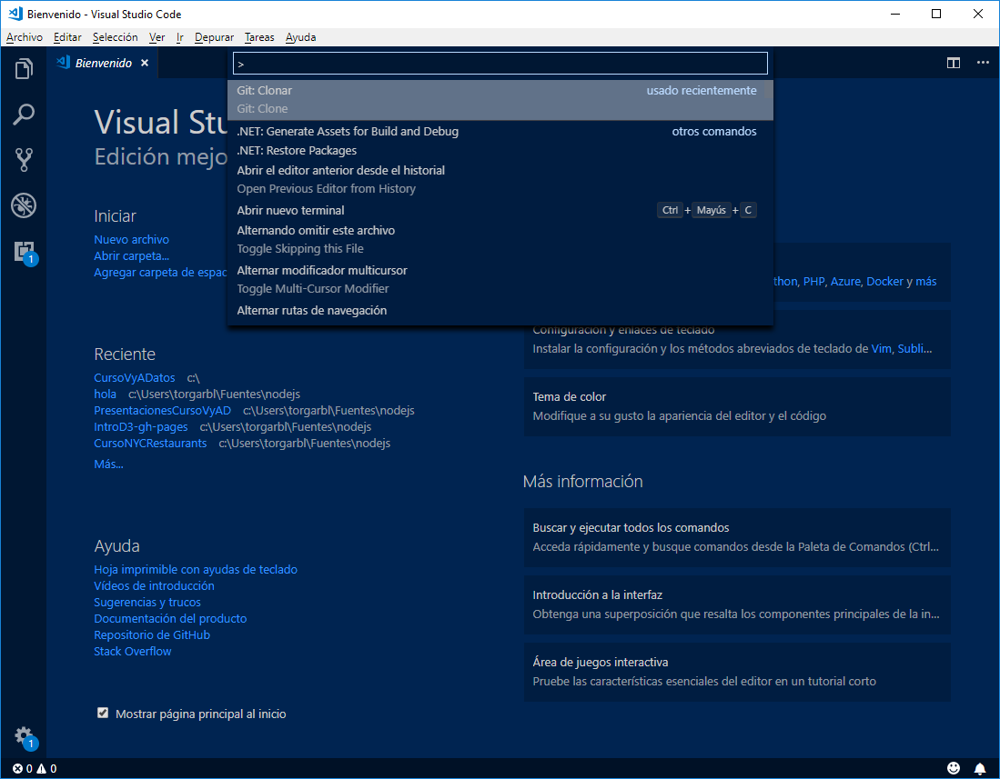 Bienvenido - Visual Studio Code
Archivo Editar Selección Ver Ir Depurar Tareas Ayuda
Bienvenido
>
Git: Clonar usado recientemente
Git: Clone
.NET: Generate Assets for Build and Debug otros comandos
.NET: Restore Packages
Abrir el editor anterior desde el historial
Open Previous Editor from History
Abrir nuevo terminal Ctrl + Mayús + C
Alternando omitir este archivo
Toggle Skipping this File
Alternar modificador multicursor
Toggle Multi-Cursor Modifier
Alternar rutas de navegación
Visual Stu
Edición mejo
Iniciar
Nuevo archivo
Abrir carpeta...
Agregar carpeta de espac
Reciente
CursoVyADatos c:\
hola c:\Users\torgarbl\Fuentes\nodejs
PresentacionesCursoVyAD c:\Users\torgarbl\Fuentes\nodejs
IntroD3-gh-pages c:\Users\torgarbl\Fuentes\nodejs
CursoNYCRestaurants c:\Users\torgarbl\Fuentes\nodejs
Más...
Ayuda
Hoja imprimible con ayudas de teclado
Vídeos de introducción
Sugerencias y trucos
Documentación del producto
Repositorio de GitHub
Stack Overflow
Mostrar página principal al inicio
thon, PHP, Azure, Docker y más
Configuración y enlaces de teclado
Instalar la configuración y los métodos abreviados de teclado de Vim, Subli...
Tema de color
Modifique a su gusto la apariencia del editor y el código
Más información
Buscar y ejecutar todos los comandos
Acceda rápidamente y busque comandos desde la Paleta de Comandos (Ctrl...
Introducción a la interfaz
Obtenga una superposición que resalta los componentes principales de la in...
Área de juegos interactiva
Pruebe las características esenciales del editor en un tutorial corto
1
1
0 0